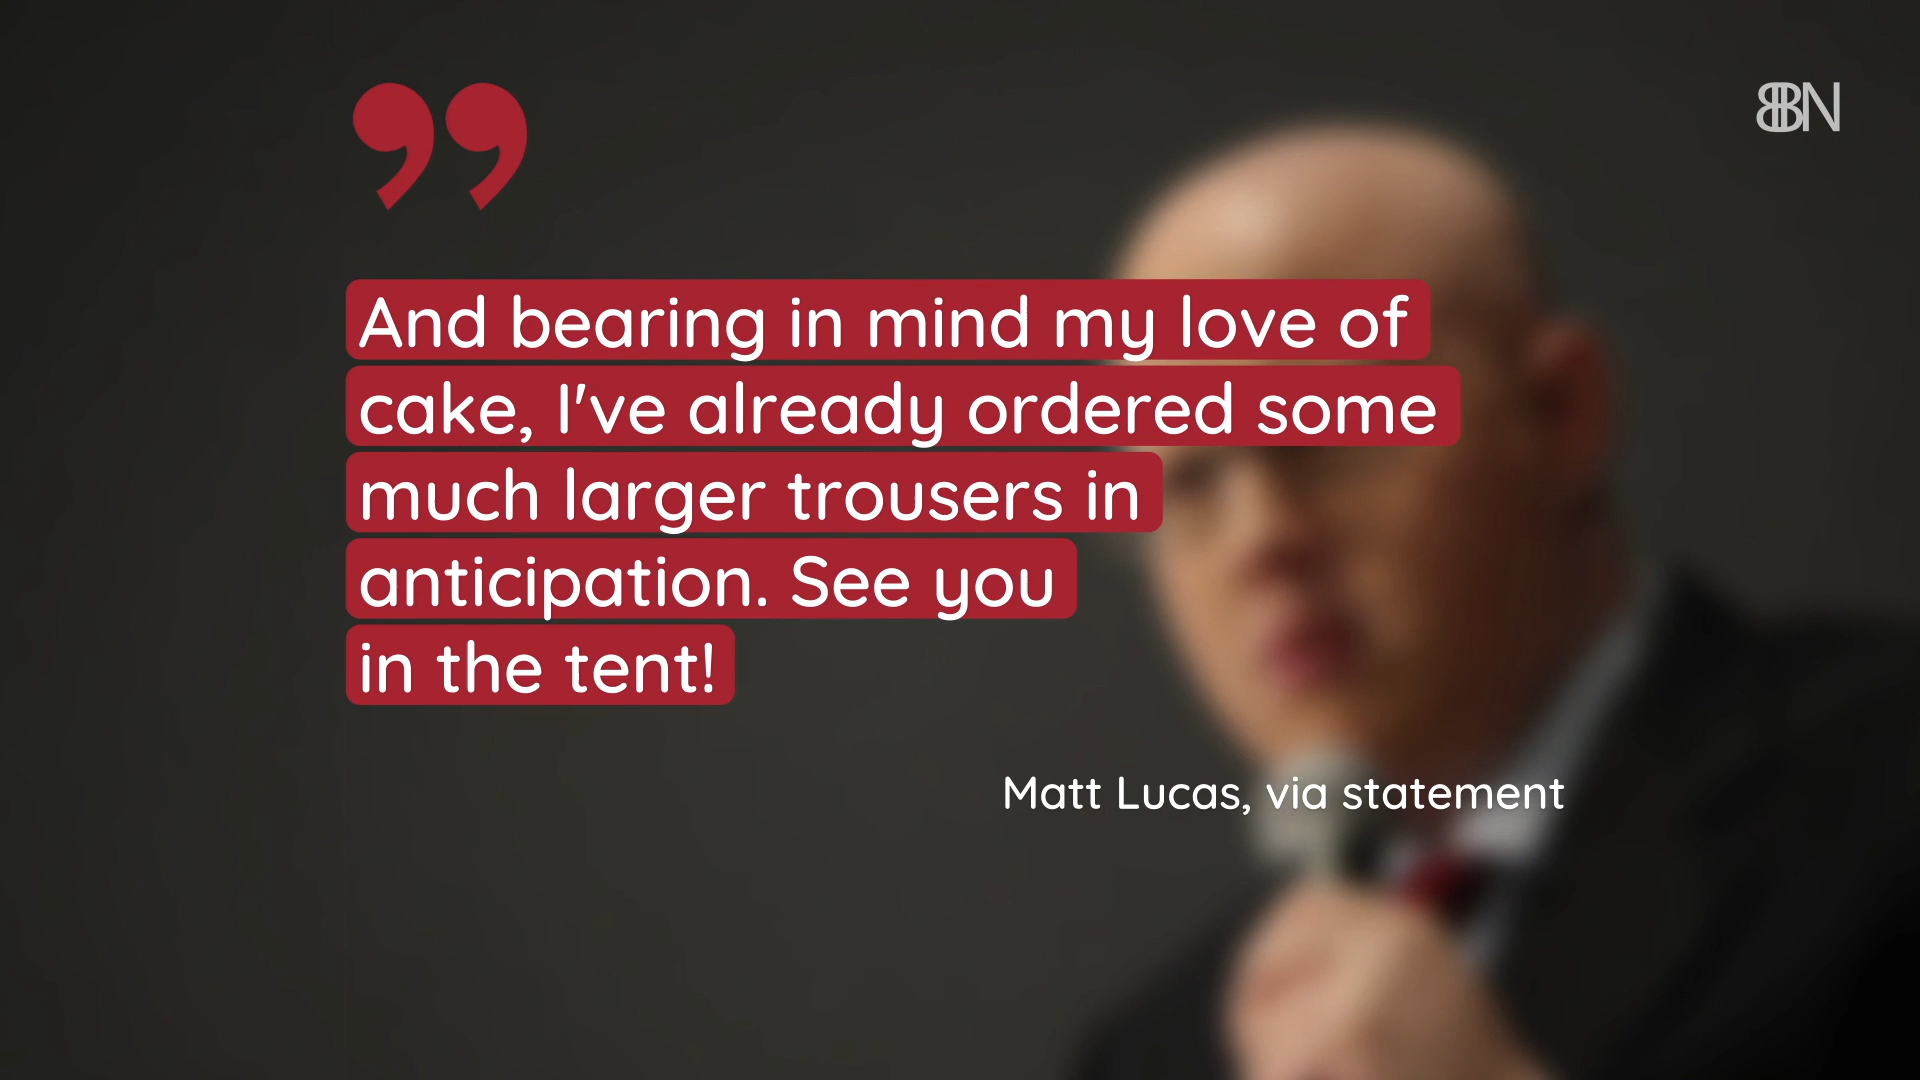 BBN
”
And bearing in mind my love of
cake, I've already ordered some
much larger trousers in
anticipation. See you
in the tent!
Matt Lucas, via statement